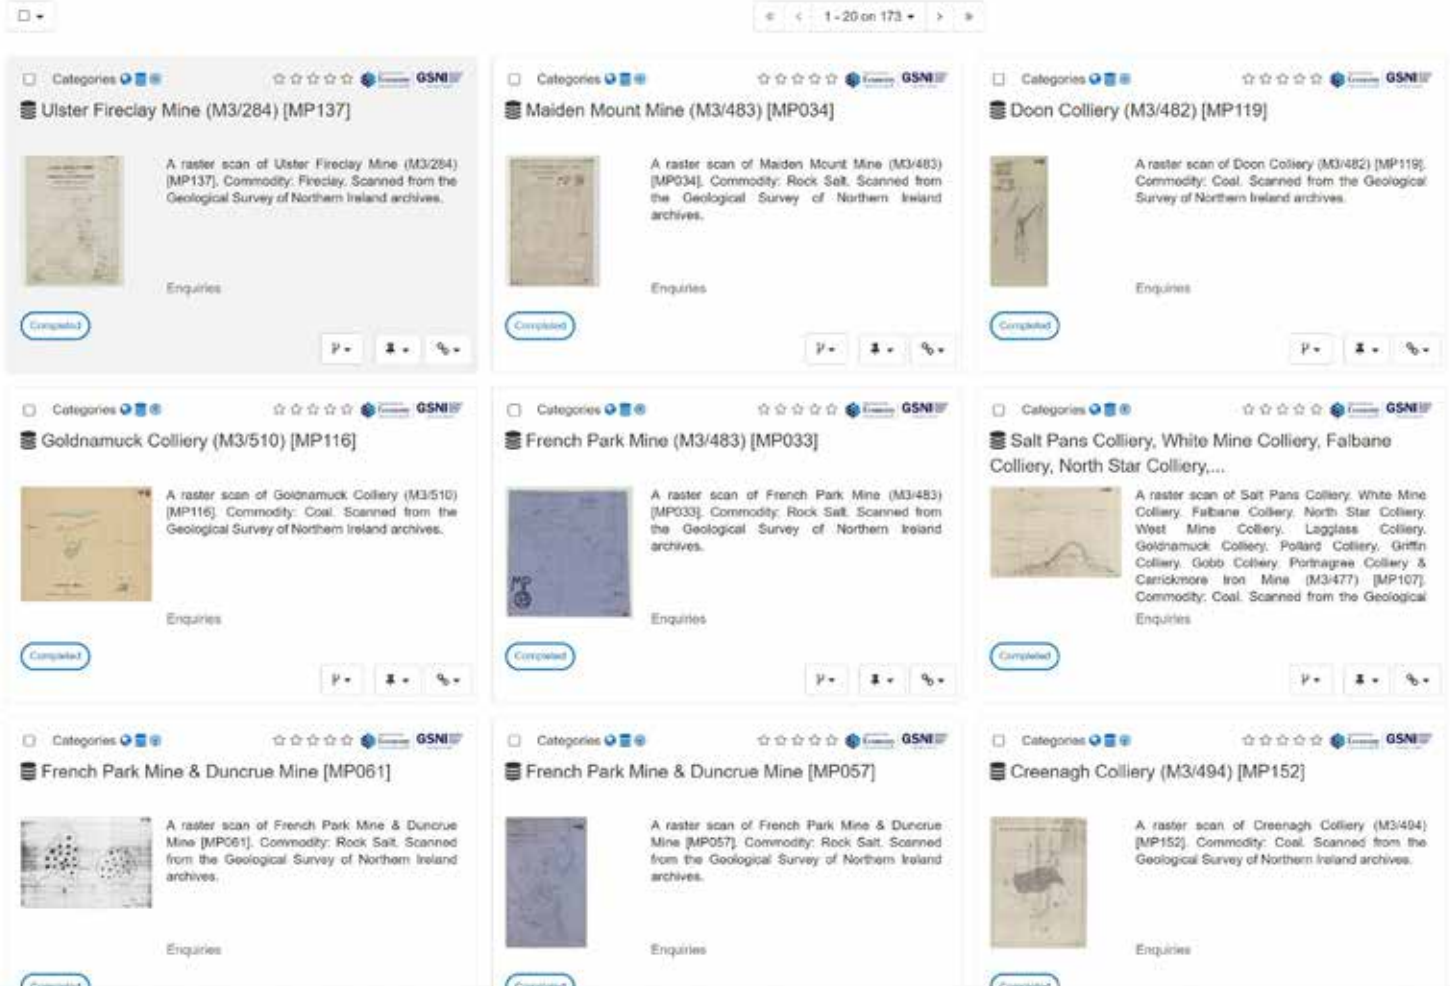 1 - 20 on 173
Categories
GSNI
Ulster Fireclay Mine (M3/284) [MP137]
A raster scan of Ulster Fireclay Mine (M3/284)
[MP137]. Commodity: Fireclay. Scanned from the
Geological Survey of Northern Ireland archives.
Enquiries
Completed
Categories
GSNI
Maiden Mount Mine (M3/483) [MP034]
A raster scan of Maiden Mount Mine (M3/483)
[MP034]. Commodity: Rock Salt. Scanned from
the Geological Survey of Northern Ireland
archives.
Enquiries
Completed
Categories
GSNI
Doon Colliery (M3/482) [MP119]
A raster scan of Doon Colliery (M3/482) [MP119].
Commodity: Coal. Scanned from the Geological
Survey of Northern Ireland archives.
Enquiries
Completed
Categories
GSNI
Goldnamuck Colliery (M3/510) [MP116]
A raster scan of Goldnamuck Colliery (M3/510)
[MP116]. Commodity: Coal. Scanned from the
Geological Survey of Northern Ireland archives.
Enquiries
Completed
Categories
GSNI
French Park Mine (M3/483) [MP033]
MP
A raster scan of French Park Mine (M3/483)
[MP033]. Commodity: Rock Salt. Scanned from
the Geological Survey of Northern Ireland
archives.
Enquiries
Completed
Categories
GSNI
Salt Pans Colliery, White Mine Colliery, Falbane
Colliery, North Star Colliery,...
A raster scan of Salt Pans Colliery. White Mine
Colliery. Falbane Colliery. North Star Colliery.
West Mine Colliery. Lagglass Colliery.
Goldnamuck Colliery. Pollard Colliery. Griffin
Colliery. Gobb Colliery. Portnagree Colliery &
Carrickmore Iron Mine (M3/477) [MP107].
Commodity: Coal. Scanned from the Geological
Enquiries
Completed
Categories
GSNI
French Park Mine & Duncrue Mine [MP061]
A raster scan of French Park Mine & Duncrue
Mine [MP061]. Commodity: Rock Salt. Scanned
from the Geological Survey of Northern Ireland
archives.
Enquiries
Completed
Categories
GSNI
French Park Mine & Duncrue Mine [MP057]
A raster scan of French Park Mine & Duncrue
Mine [MP057]. Commodity: Rock Salt. Scanned
from the Geological Survey of Northern Ireland
archives.
Enquiries
Completed
Categories
GSNI
Creenagh Colliery (M3/494) [MP152]
A raster scan of Creenagh Colliery (M3/494)
[MP152]. Commodity: Coal. Scanned from the
Geological Survey of Northern Ireland archives.
Enquiries
Completed